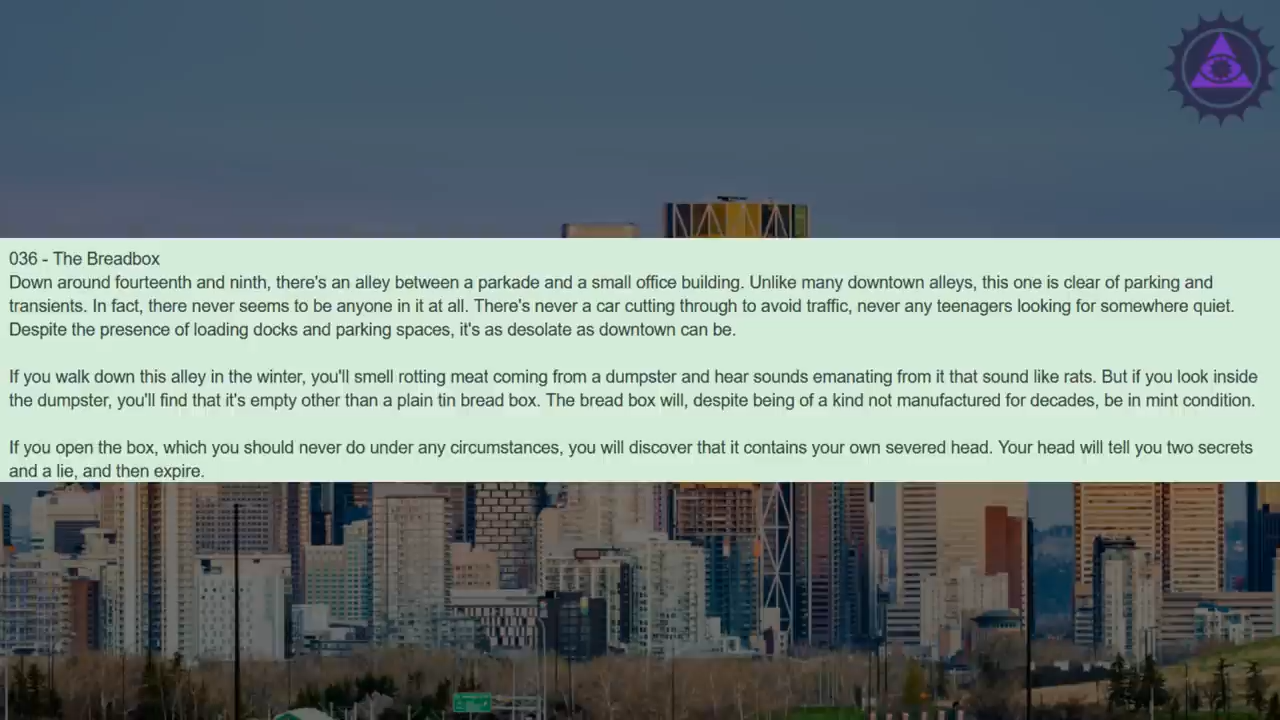 036 - The Breadbox
Down around fourteenth and ninth, there's an alley between a parkade and a small office building. Unlike many downtown alleys, this one is clear of parking and
transients. In fact, there never seems to be anyone in it at all. There's never a car cutting through to avoid traffic, never any teenagers looking for somewhere quiet.
Despite the presence of loading docks and parking spaces, it's as desolate as downtown can be.
If you walk down this alley in the winter, you'll smell rotting meat coming from a dumpster and hear sounds emanating from it that sound like rats. But if you look inside
the dumpster, you'll find that it's empty other than a plain tin bread box. The bread box will, despite being of a kind not manufactured for decades, be in mint condition.
If you open the box, which you should never do under any circumstances, you will discover that it contains your own severed head. Your head will tell you two secrets
and a lie, and then expire.